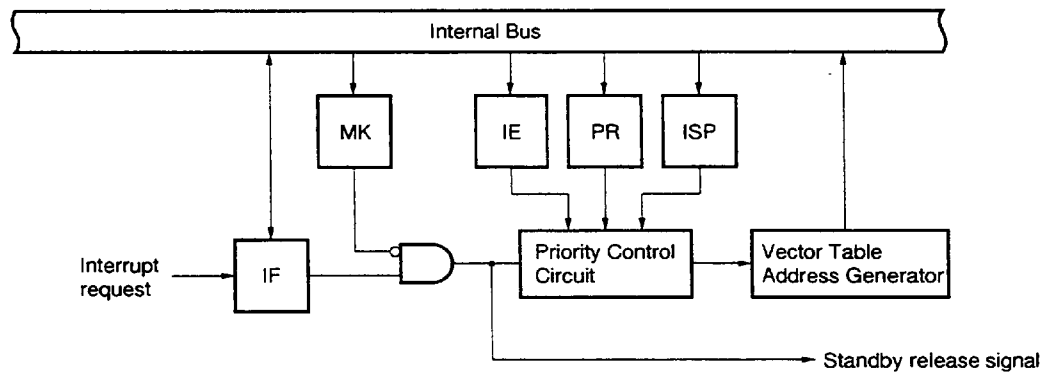 Internal Bus
MK
IE
PR
ISP
Interrupt
request
IF
Priority Control
Circuit
Vector Table
Address Generator
Standby release signal